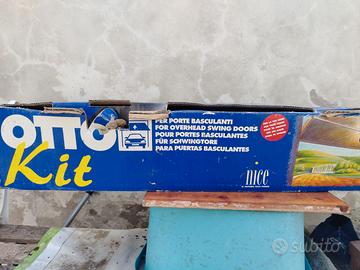 OTTO
Kit
PER PORTE BASCULANTI
FOR OVERHEAD SWING DOORS
POUR PORTES BASCULANTES
FÜR SCHWINGTORE
PARA PUERTAS BASCULANTES
nice
subito